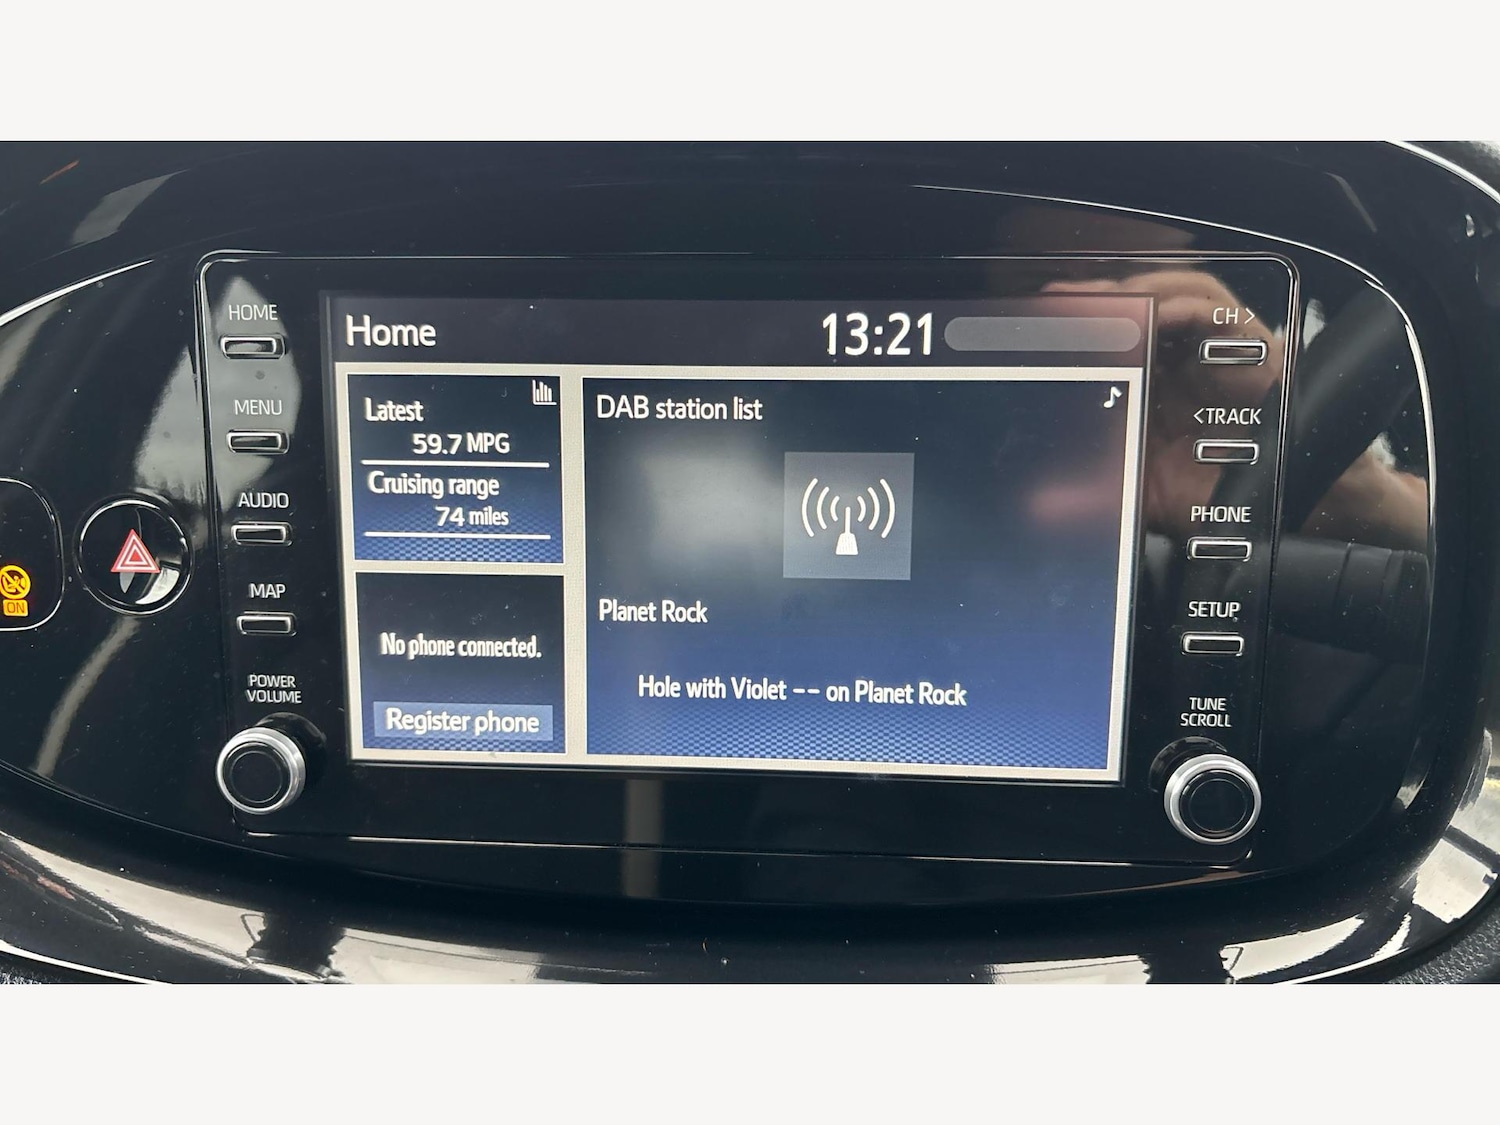 HOME
MENU
AUDIO
MAP
POWER
VOLUME
ON
Home
13:21
Latest
59.7 MPG
Cruising range
74 miles
No phone connected.
Register phone
DAB station list
Planet Rock
Hole with Violet -- on Planet Rock
CH >
<TRACK
PHONE
SETUP
TUNE
SCROLL